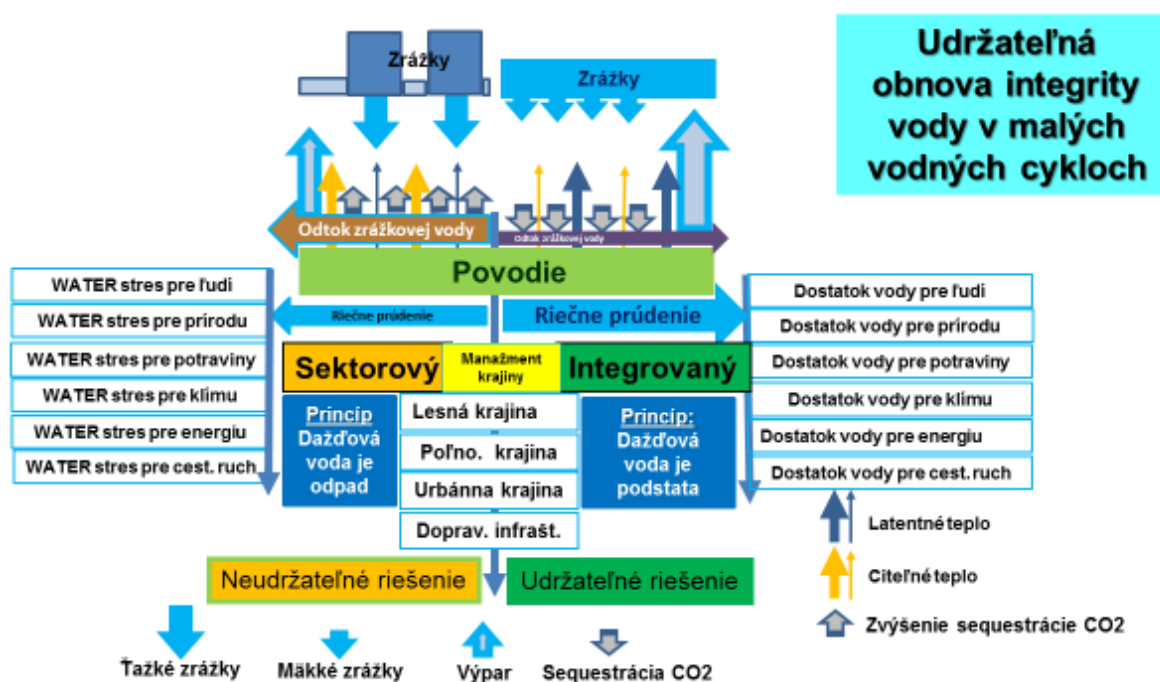 Udržateľná
obnova integrity
vody v malých
vodných cykloch
Zrážky
Zrážky
Odtok zrážkovej vody
Odtok zrážkovej vody
Povodie
Riečne prúdenie
Riečne prúdenie
WATER stres pre ľudi
WATER stres pre prírodu
WATER stres pre potraviny
WATER stres pre klímu
WATER stres pre energiu
WATER stres pre cest. ruch
Sektorový
Manažment
krajiny
Integrovaný
Princíp
Dažďová
voda je
odpad
Lesná krajina
Poľno. krajina
Urbánna krajina
Doprav. infrašt.
Princíp:
Dažďová
voda je
podstata
Dostatok vody pre ľudí
Dostatok vody pre prírodu
Dostatok vody pre potraviny
Dostatok vody pre klímu
Dostatok vody pre energiu
Dostatok vody pre cest. ruch
Neudržateľné riešenie
Udržateľné riešenie
Latentné teplo
Citeľné teplo
Zvýšenie sequestrácie CO2
Ťažké zrážky
Mäkké zrážky
Výpar
Sequestrácia CO2